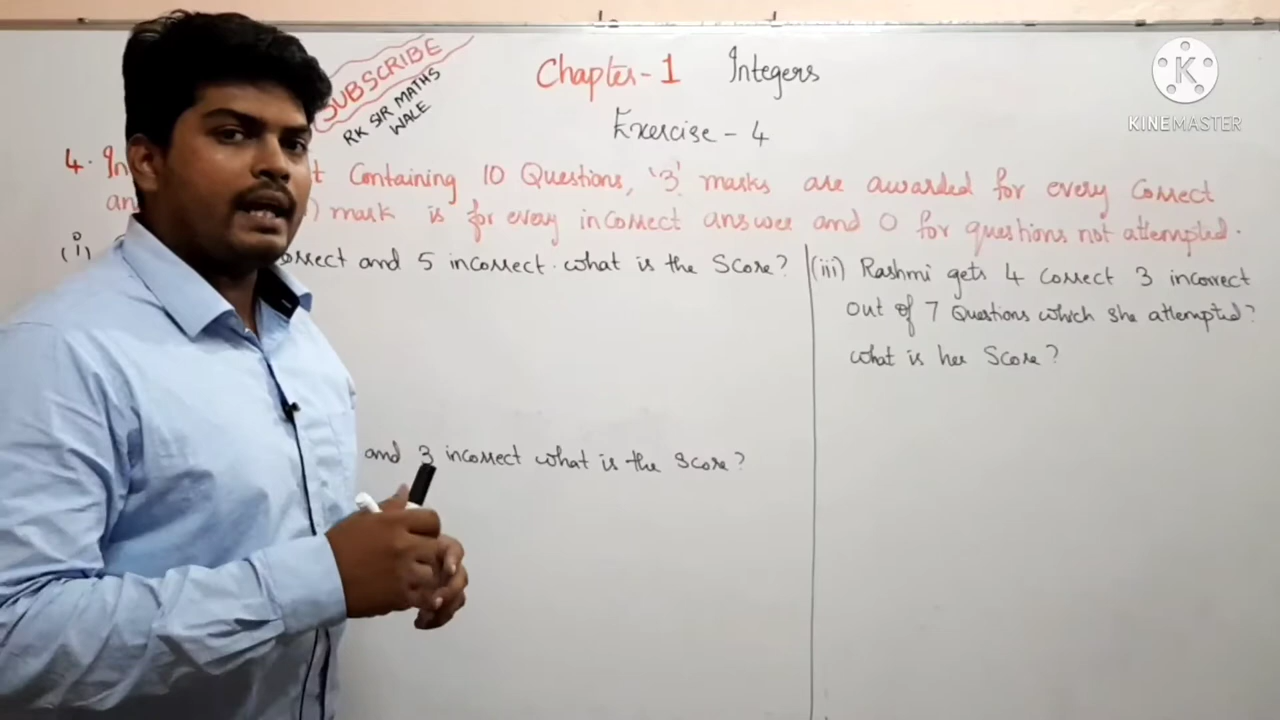 SUBSCRIBE
RK SIR MATHS
WALE
Chapter-1 Integers
Exercise - 4
KINEMASTER
4. In Containing 10 Questions, '3' marks are awarded for every correct
mark is for every incorrect answer and 0 for questions not attempted.
(i) correct and 5 incorrect. what is the Score?
and 3 incorrect what is the Score?
(iii) Rashmi gets 4 correct 3 incorrect
out of 7 Questions which she attempted?
what is her Score?